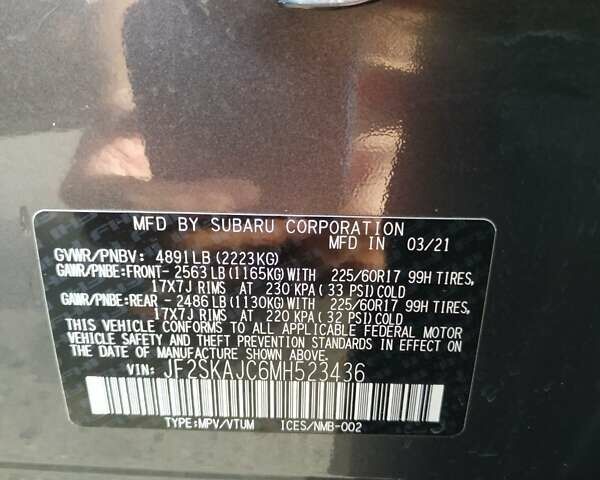 MFD BY SUBARU CORPORATION
MFD IN 03/21
GVWR/PNBV: 4891LB (2223KG)
GAWR/PNBE:FRONT- 2563 LB (1165KG) WITH 225/60R17 99H TIRES,
17X7J RIMS AT 230 KPA (33 PSI) COLD
GAWR/PNBE:REAR - 2486 LB (1130KG) WITH 225/60R17 99H TIRES,
17X7J RIMS AT 220 KPA (32 PSI) COLD
THIS VEHICLE CONFORMS TO ALL APPLICABLE FEDERAL MOTOR
VEHICLE SAFETY AND THEFT PREVENTION STANDARDS IN EFFECT
ON THE DATE OF MANUFACTURE SHOWN ABOVE.
VIN: JF2SKAJC6MH523436
TYPE:MPV/VTUM ICES/NMB-002